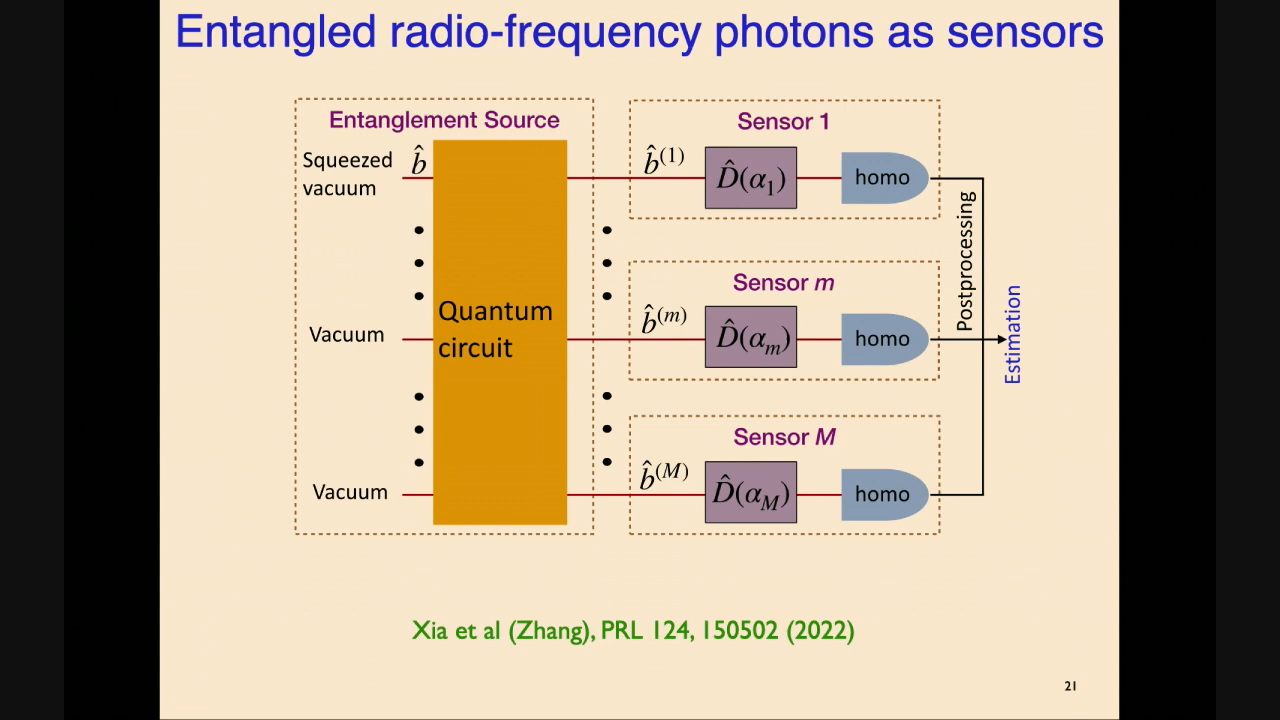 Entangled radio-frequency photons as sensors
Entanglement Source
Squeezed
vacuum
b̂
Vacuum
Vacuum
Quantum
circuit
Sensor 1
b̂⁽¹⁾
D̂(α₁)
homo
Sensor m
b̂⁽ᵐ⁾
D̂(αₘ)
homo
Sensor M
b̂⁽ᴹ⁾
D̂(α_M)
homo
Postprocessing
Estimation
Xia et al (Zhang), PRL 124, 150502 (2022)
21